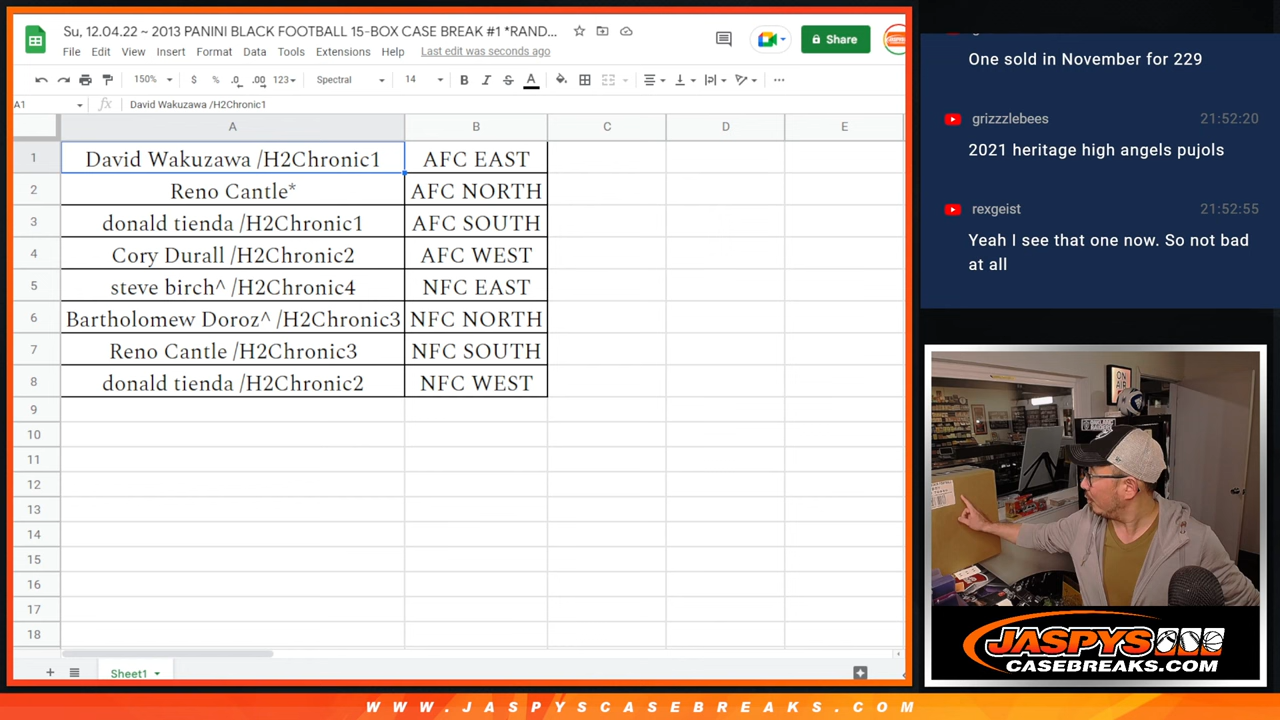 Su, 12.04.22 ~ 2013 PANINI BLACK FOOTBALL 15-BOX CASE BREAK #1 *RAND...
File Edit View Insert Format Data Tools Extensions Help Last edit was seconds ago
Share
150% $ % .0 .00 123 Spectral 14 B I S A
A1 fx David Wakuzawa /H2Chronic1
A B C D E
1 David Wakuzawa /H2Chronic1 AFC EAST
2 Reno Cantle* AFC NORTH
3 donald tienda /H2Chronic1 AFC SOUTH
4 Cory Durall /H2Chronic2 AFC WEST
5 steve birch^ /H2Chronic4 NFC EAST
6 Bartholomew Doroz^ /H2Chronic3 NFC NORTH
7 Reno Cantle /H2Chronic3 NFC SOUTH
8 donald tienda /H2Chronic2 NFC WEST
9
10
11
12
13
14
15
16
17
18
Sheet1
One sold in November for 229
grizzzlebees 21:52:20
2021 heritage high angels pujols
rexgeist 21:52:55
Yeah I see that one now. So not bad
at all
ON
AIR
JASPYS
CASEBREAKS.COM
WWW.JASPYSCASEBREAKS.COM